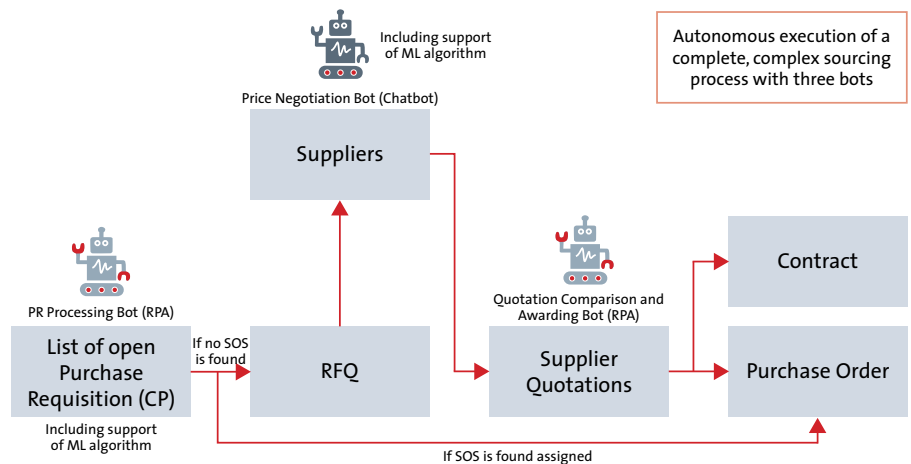 Including support
of ML algorithm
Autonomous execution of a
complete, complex sourcing
process with three bots
Price Negotiation Bot (Chatbot)
Suppliers
PR Processing Bot (RPA)
List of open
Purchase
Requisition (CP)
Including support
of ML algorithm
If no SOS
is found
RFQ
Quotation Comparison and
Awarding Bot (RPA)
Supplier
Quotations
Contract
Purchase Order
If SOS is found assigned